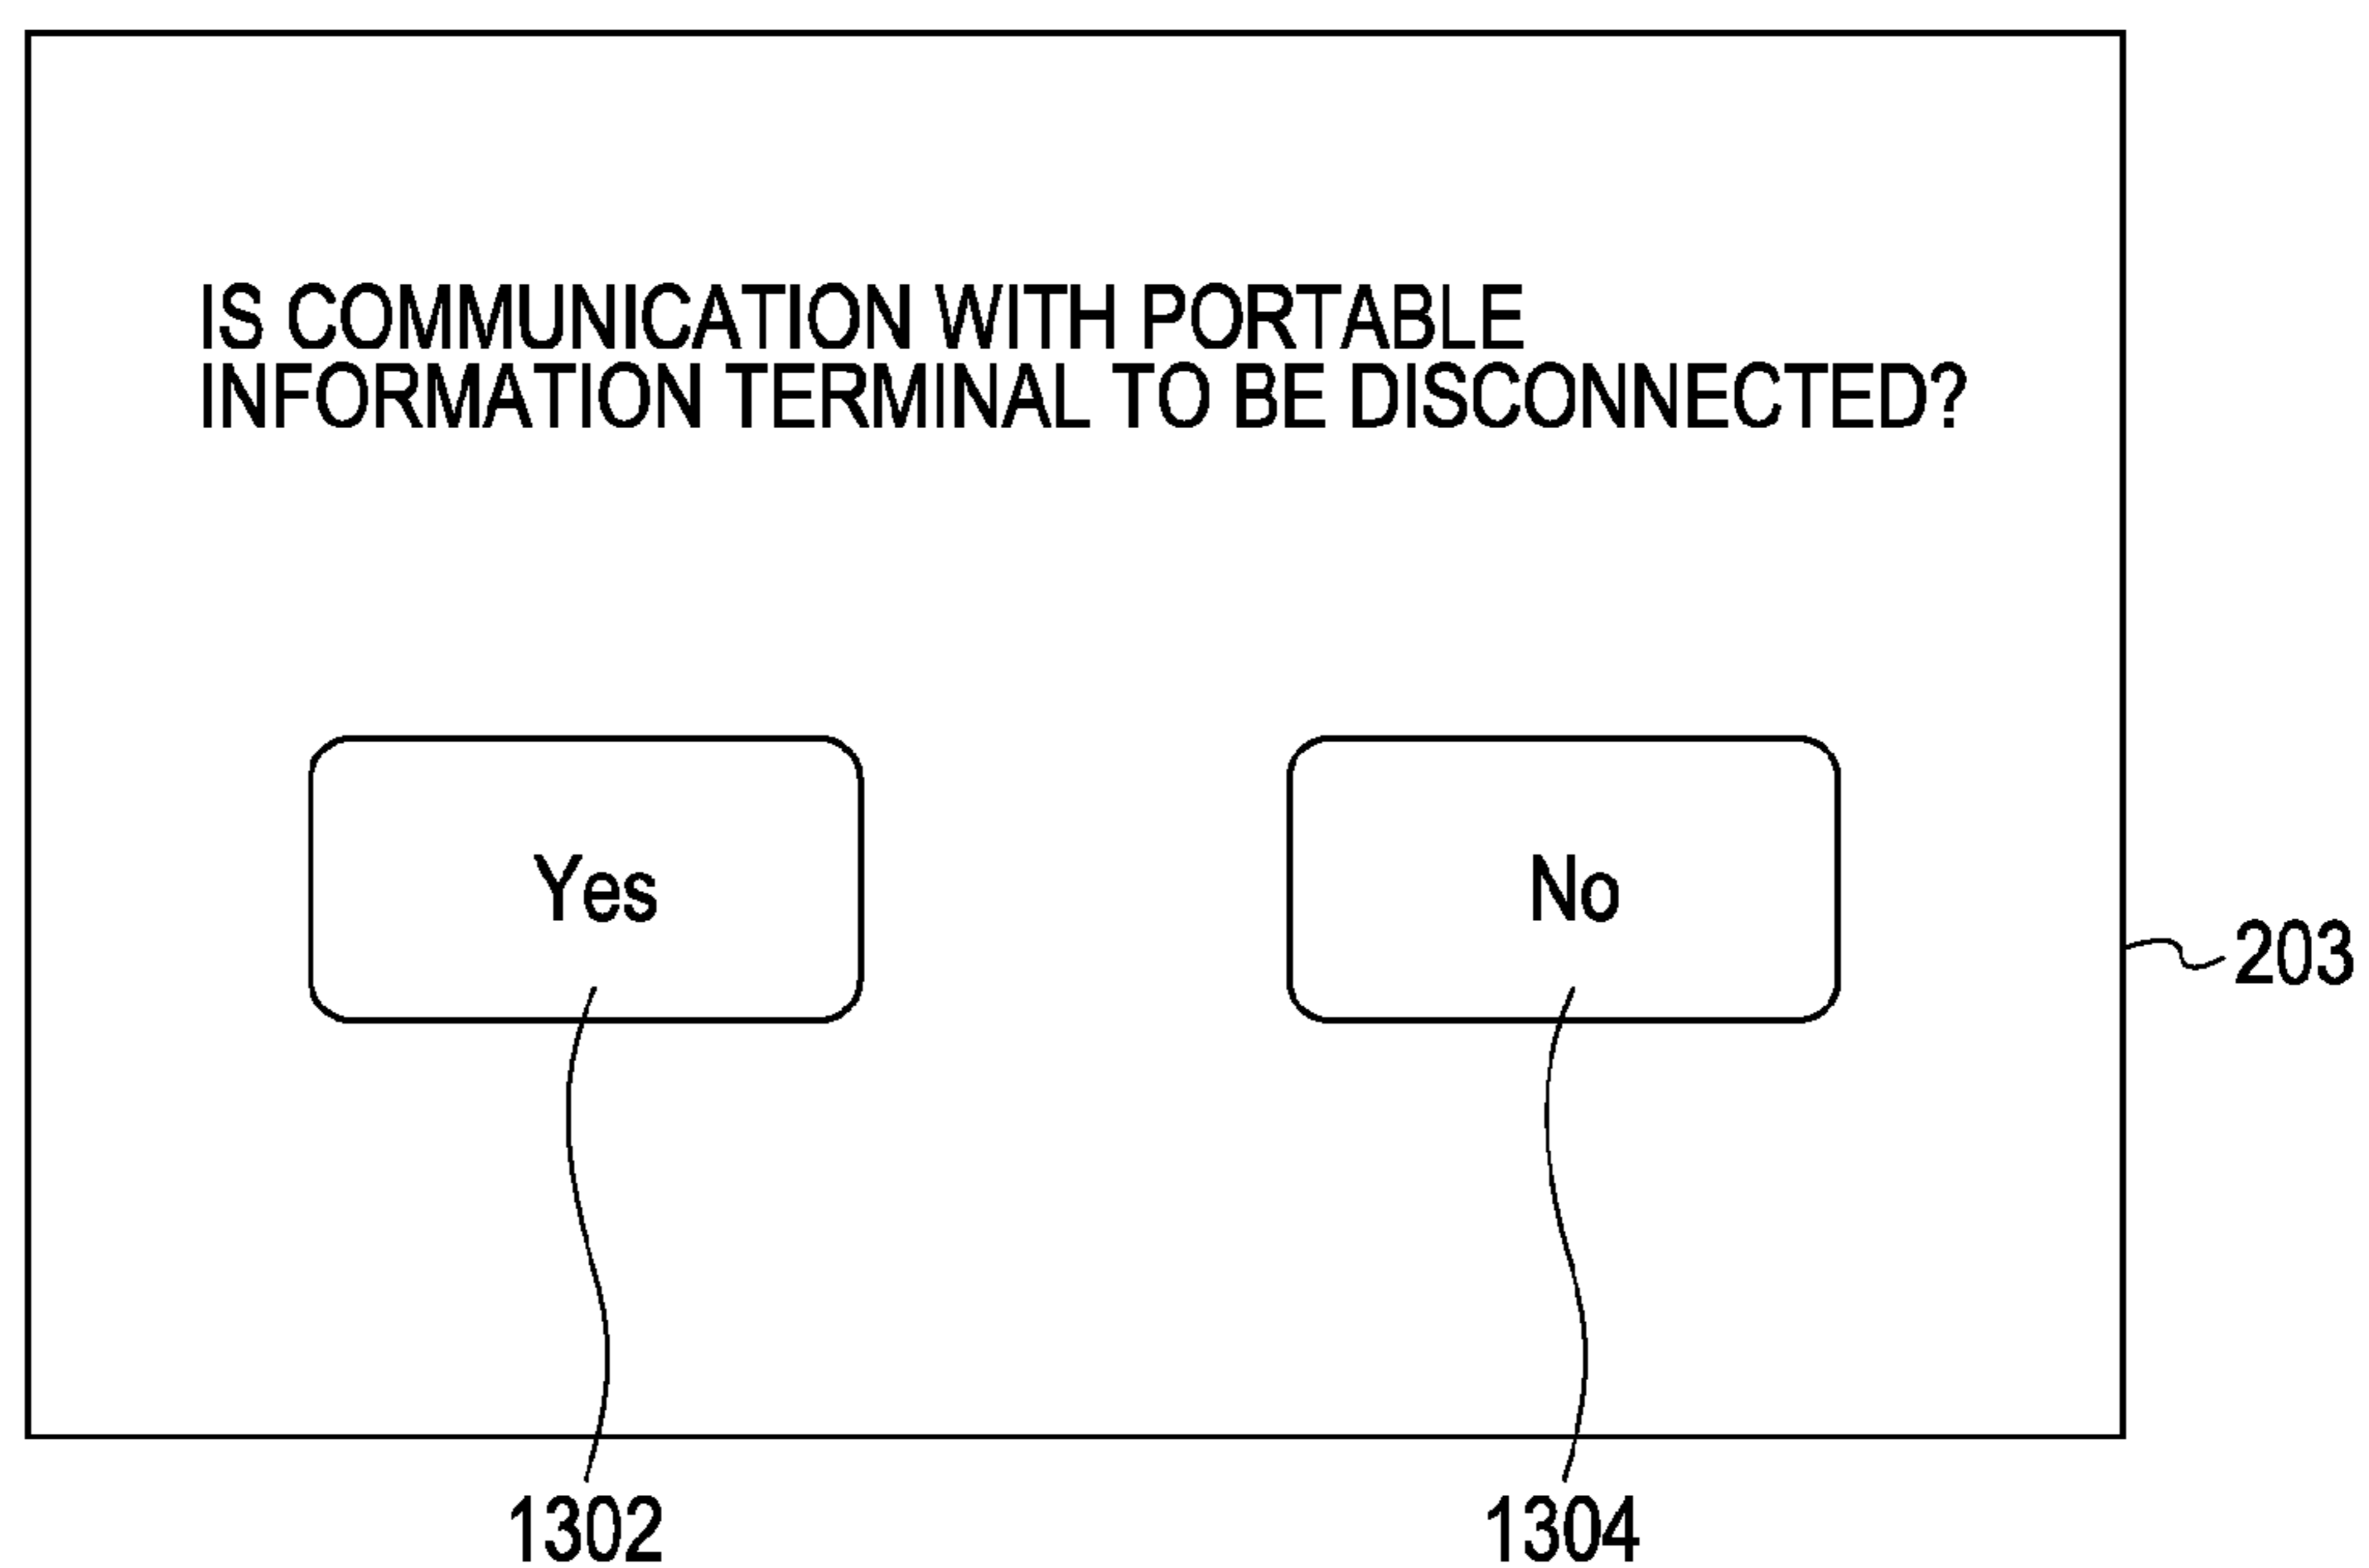 IS COMMUNICATION WITH PORTABLE
INFORMATION TERMINAL TO BE DISCONNECTED?
Yes
No
203
1302
1304